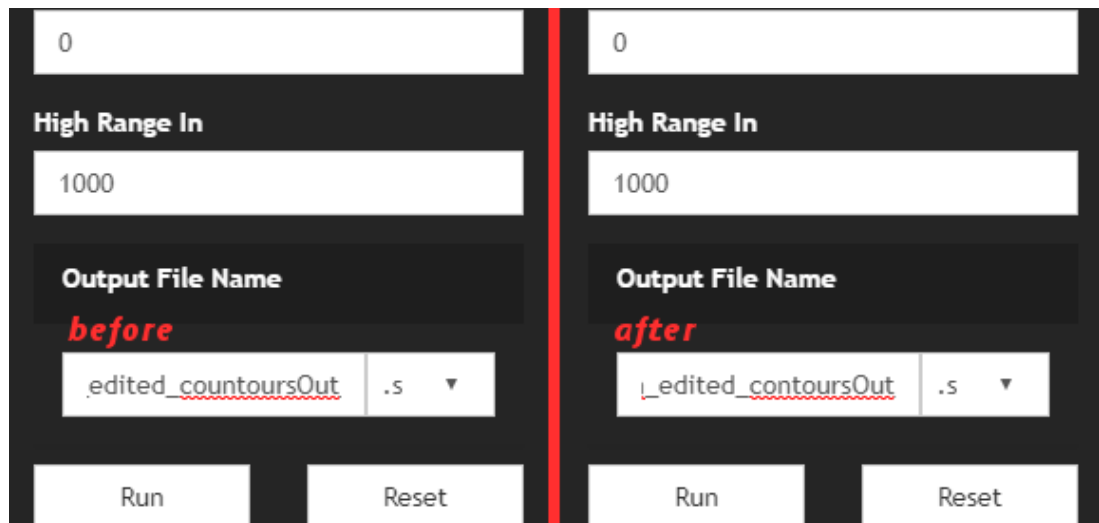 0
High Range In
1000
Output File Name
before
_edited_countoursOut .s ▼
Run Reset
0
High Range In
1000
Output File Name
after
_edited_contoursOut .s ▼
Run Reset